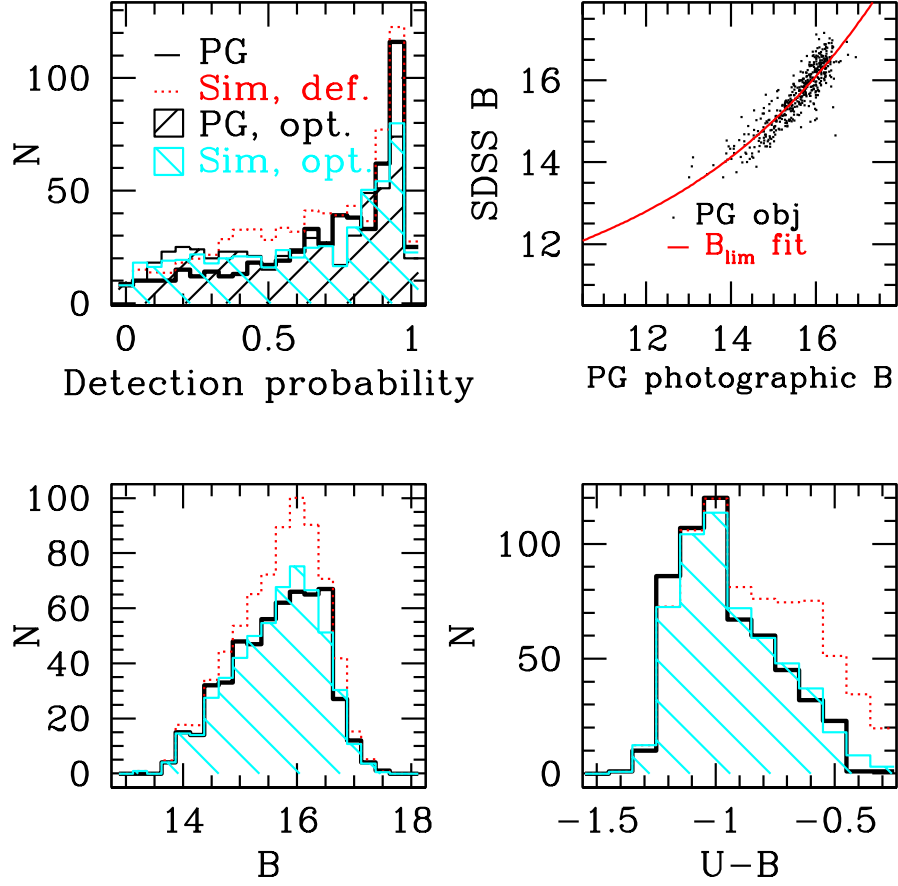 N
100
50
0
PG
Sim, def.
PG, opt.
Sim, opt.
0 0.5 1
Detection probability
SDSS B
16
14
12
PG obj
B_lim fit
12 14 16
PG photographic B
N
100
80
60
40
20
0
14 16 18
B
N
100
50
0
−1.5 −1 −0.5
U−B